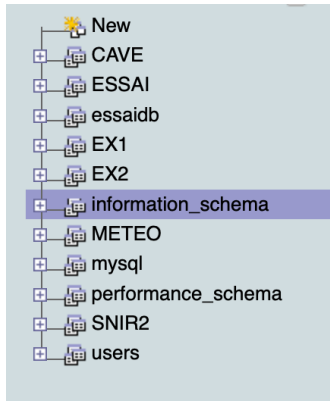 New
CAVE
ESSAI
essaidb
EX1
EX2
information_schema
METEO
mysql
performance_schema
SNIR2
users